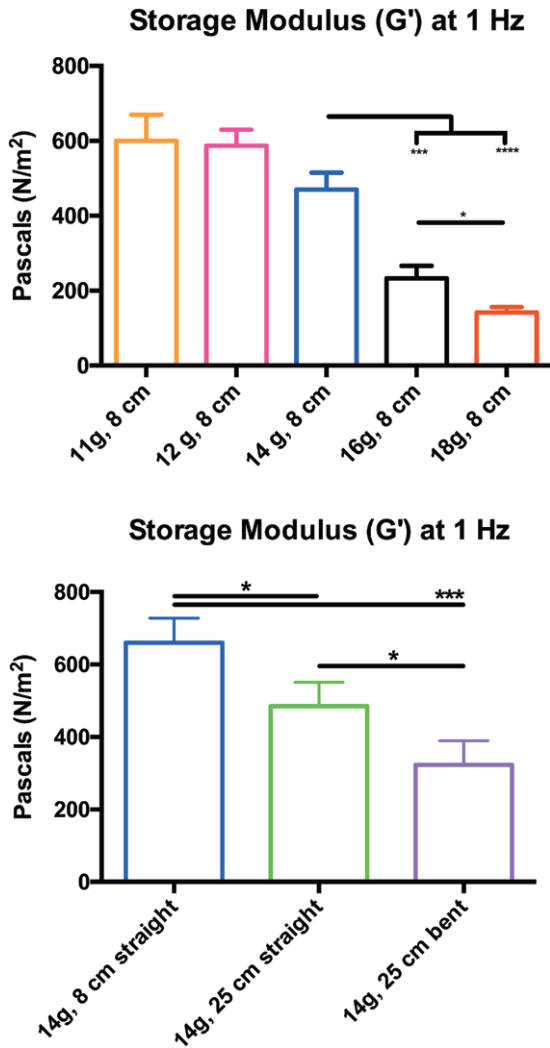 Storage Modulus (G') at 1 Hz
800
600
400
200
0
Pascals (N/m²)
***
****
*
11g, 8 cm
12 g, 8 cm
14 g, 8 cm
16g, 8 cm
18g, 8 cm
Storage Modulus (G') at 1 Hz
800
600
400
200
0
Pascals (N/m²)
*
***
*
14g, 8 cm straight
14g, 25 cm straight
14g, 25 cm bent